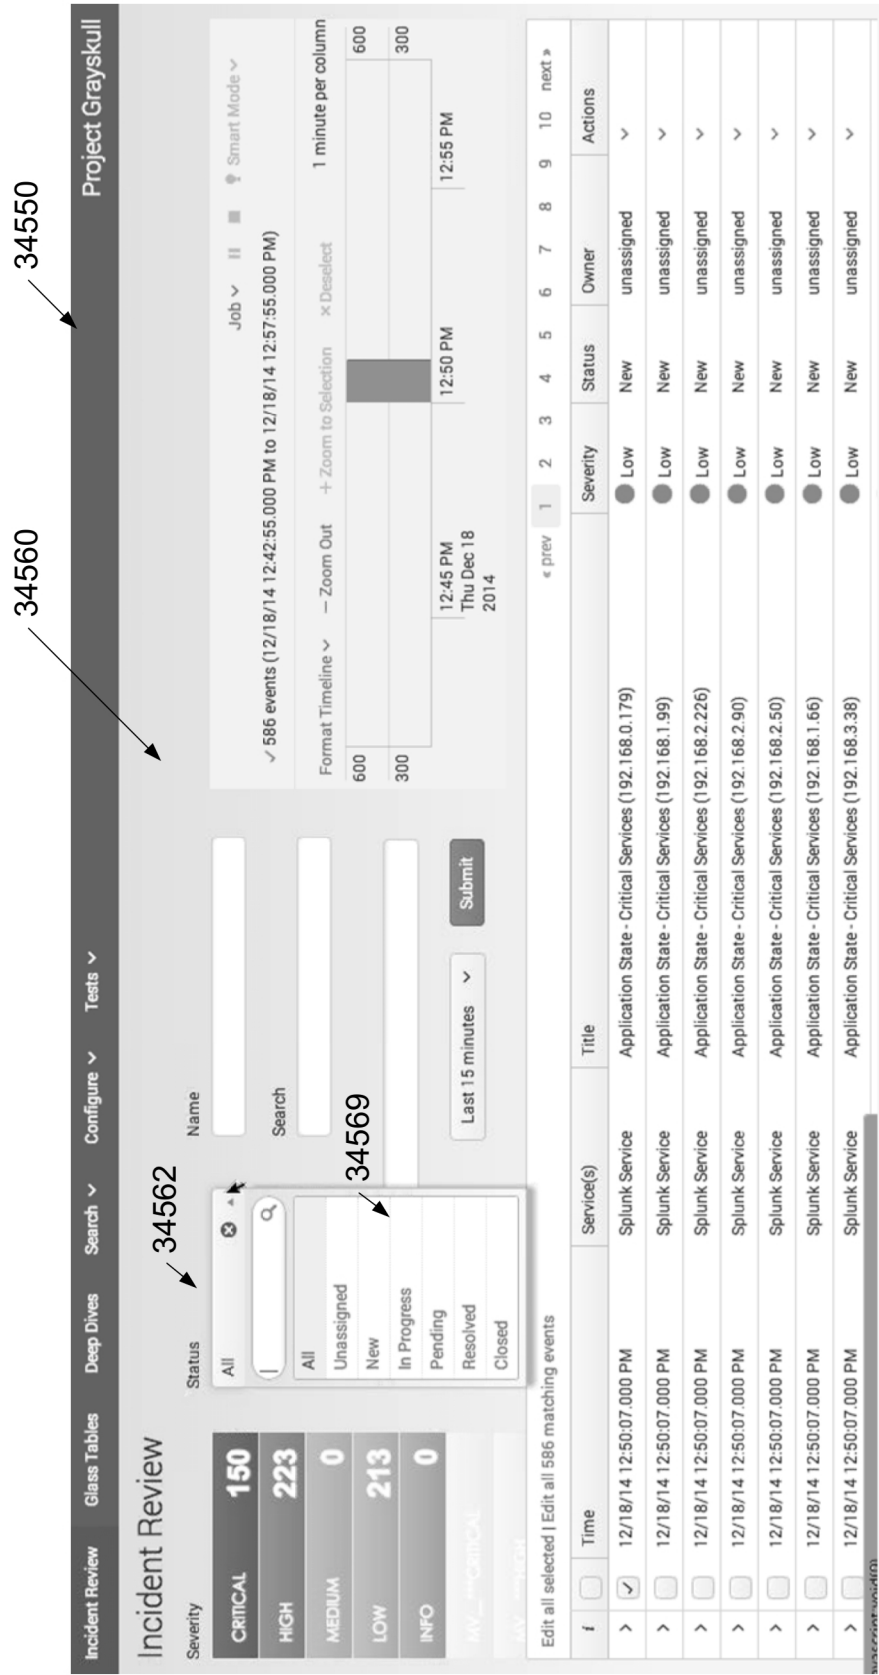 34550
34560
Incident Review Glass Tables Deep Dives Search Configure Tests Project Grayskull
Incident Review
Severity
CRITICAL 150
HIGH 223
MEDIUM 0
LOW 213
INFO 0
MY_***CRITICAL
Status
34562
All
All
Unassigned
New
In Progress
Pending
Resolved
Closed
34569
Name
Search
Last 15 minutes Submit
Job Smart Mode
✓ 586 events (12/18/14 12:42:55.000 PM to 12/18/14 12:57:55.000 PM)
Format Timeline — Zoom Out + Zoom to Selection × Deselect 1 minute per column
600 600
300 300
12:45 PM 12:50 PM 12:55 PM
Thu Dec 18
2014
Edit all selected | Edit all 586 matching events
« prev 1 2 3 4 5 6 7 8 9 10 next »
i Time Service(s) Title Severity Status Owner Actions
12/18/14 12:50:07.000 PM Splunk Service Application State - Critical Services (192.168.0.179) Low New unassigned
12/18/14 12:50:07.000 PM Splunk Service Application State - Critical Services (192.168.1.99) Low New unassigned
12/18/14 12:50:07.000 PM Splunk Service Application State - Critical Services (192.168.2.226) Low New unassigned
12/18/14 12:50:07.000 PM Splunk Service Application State - Critical Services (192.168.2.90) Low New unassigned
12/18/14 12:50:07.000 PM Splunk Service Application State - Critical Services (192.168.2.50) Low New unassigned
12/18/14 12:50:07.000 PM Splunk Service Application State - Critical Services (192.168.1.66) Low New unassigned
12/18/14 12:50:07.000 PM Splunk Service Application State - Critical Services (192.168.3.38) Low New unassigned